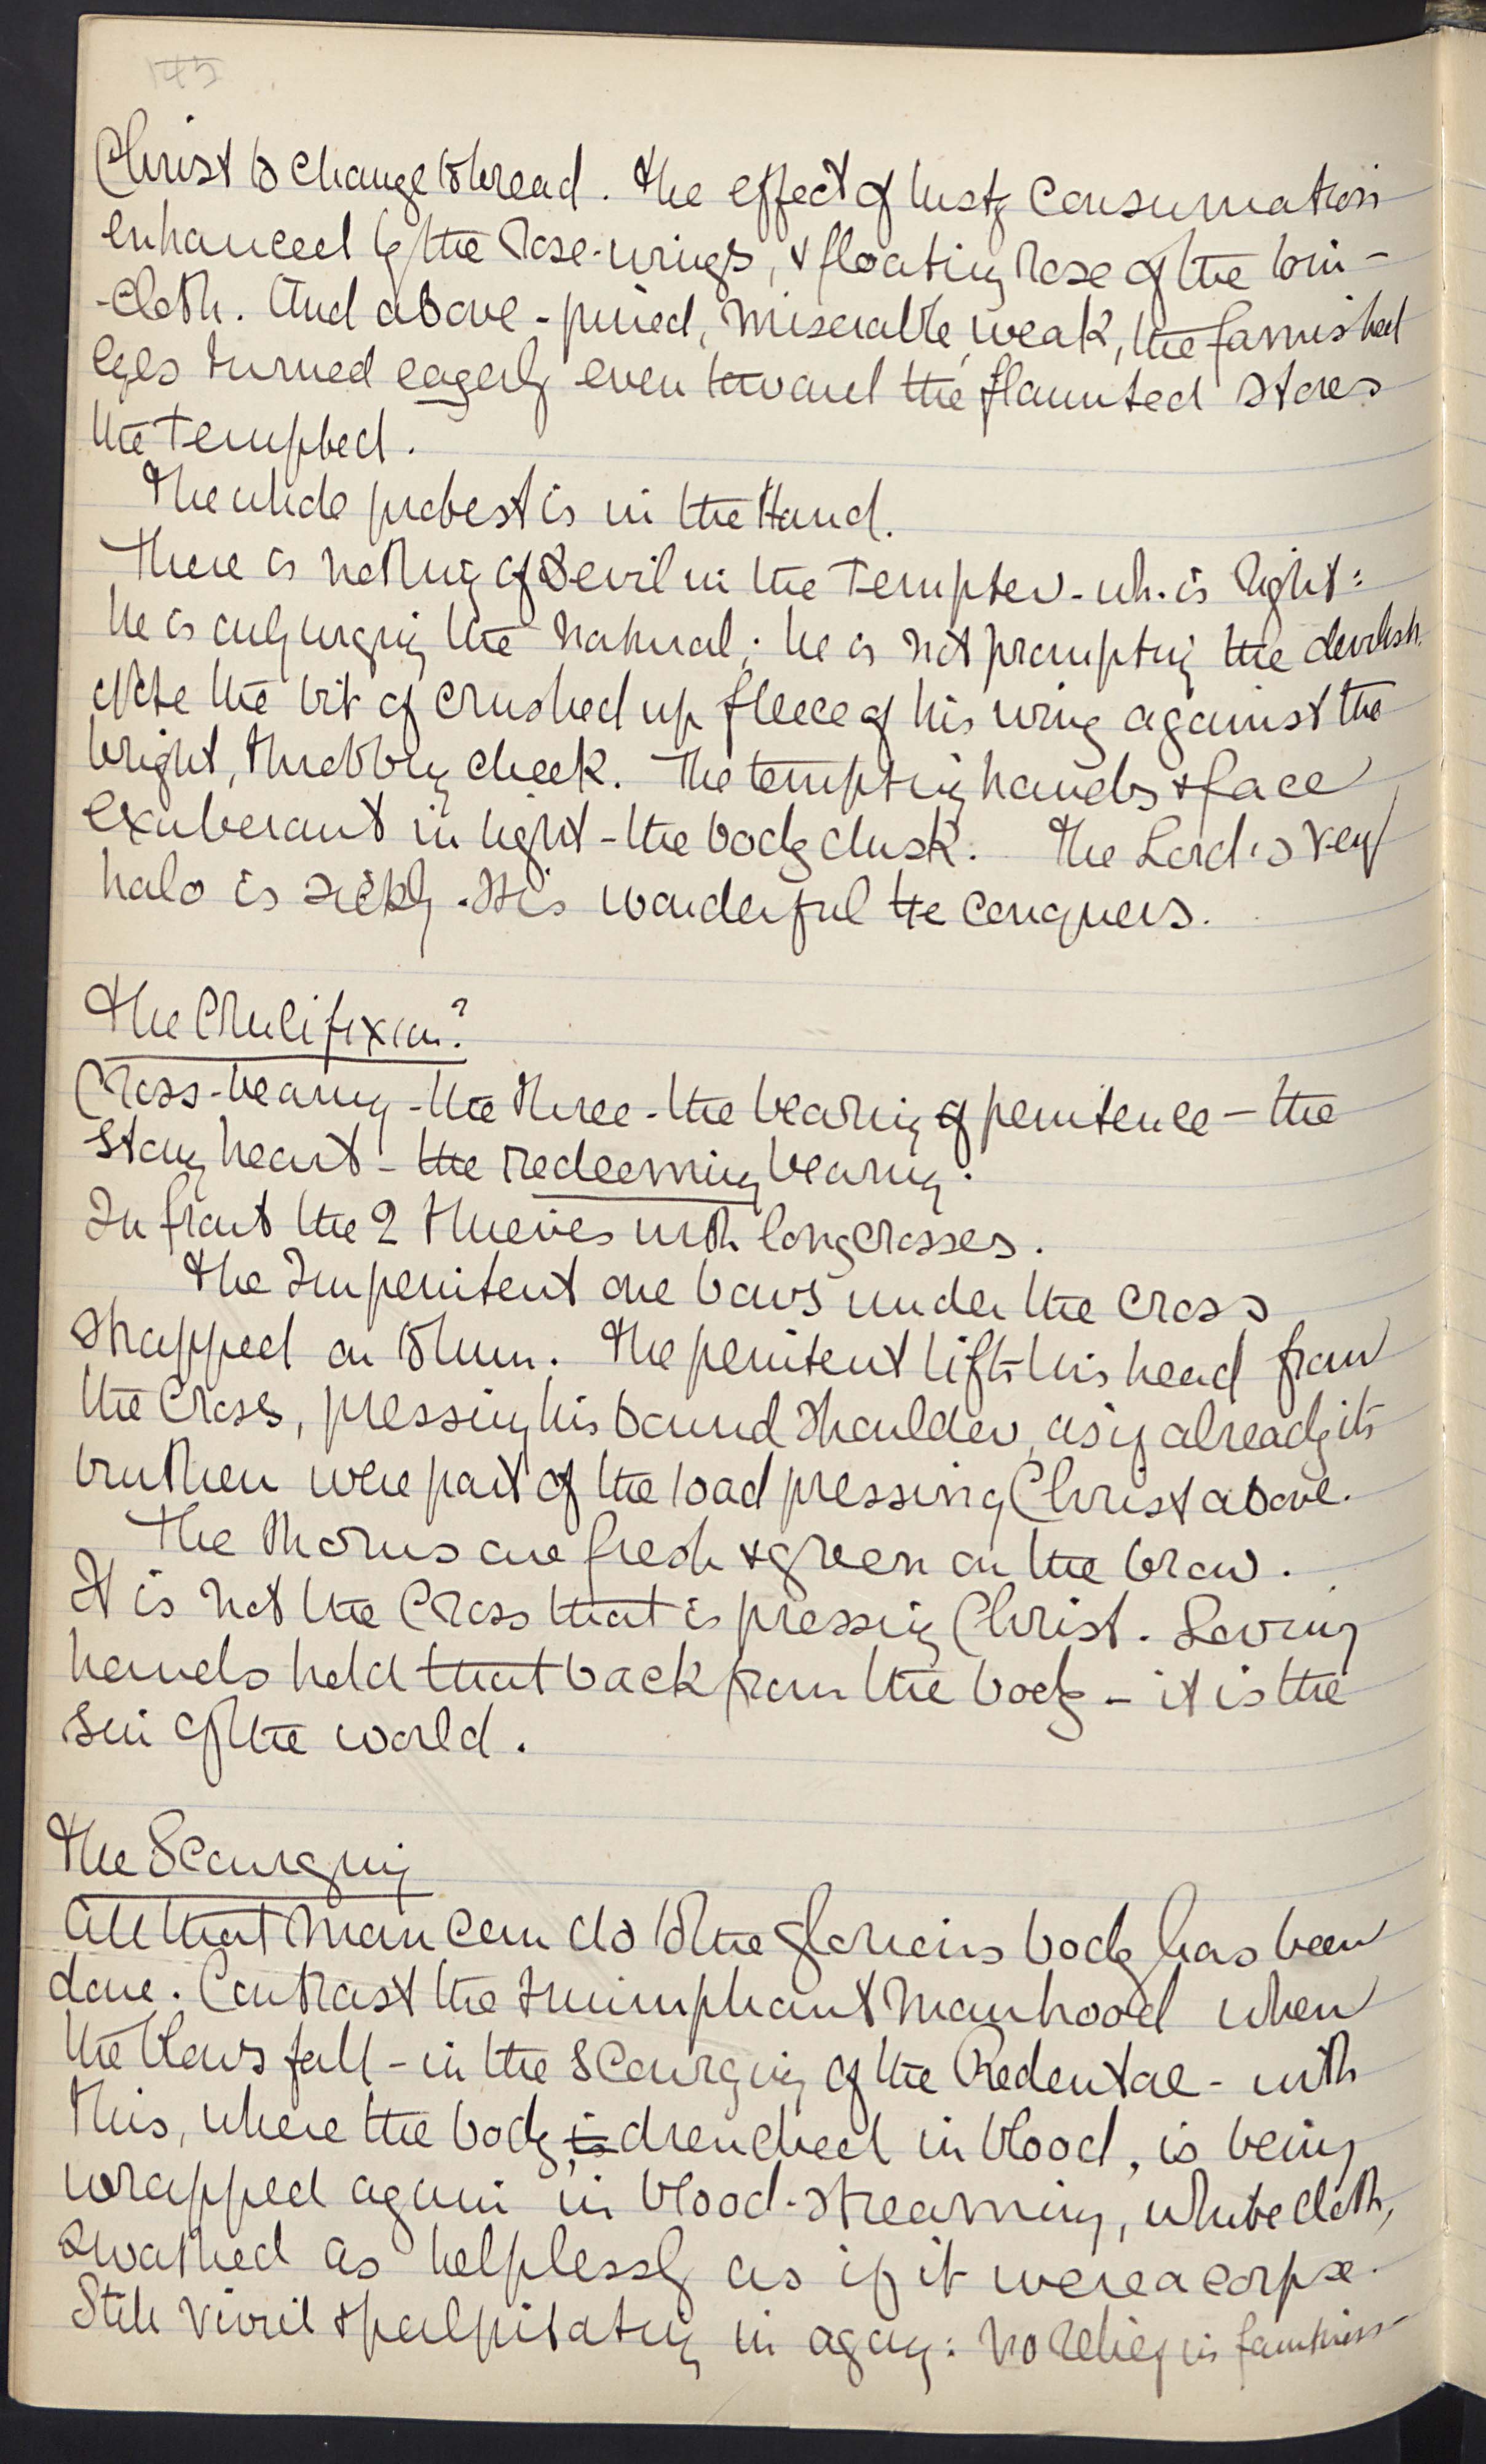 145
Christ to change to bread. The effect of lusty consumation
enhanced by the rose-wings, & floating rose of the loin-
-cloth. And above - pined, miserable, weak, the famished
eyes turned eagerly even toward the flaunted stones
the tempted.
The whole protest is in the Hand.
There is nothing of Devil in the Tempter - wh. is right:
he is only urging the natural; he is not prompting the devilish.
Note the bit of crushed up fleece of his wing against the
bright, throbbing cheek. The tempting hands & face
exuberant in light - the body dusk. The Lord's very
halo is sickly. It is wonderful He conquers.
The Crucifixion?
Cross-bearing - the three - the bearing of penitence - the
stony heart - the redeeming bearing.
In front the 2 thieves with long crosses.
The Impenitent one bows under the cross
strapped on to him. The penitent lifts his head from
the Cross, pressing his bound shoulder, as if already its
burthen were part of the load pressing Christ above.
The thorns are fresh & green on the brow.
It is not the Cross that is pressing Christ. Loving
hands held that back from the body - it is the
sin of the world.
The Scourging
All that man can do to the glorious body has been
done. Contrast the triumphant manhood when
the blows fall - in the Scourging of the Redentore - with
this, where the body, is drenched in blood, is being
wrapped again in blood-streaming, white cloth,
swathed as helplessly as if it were a corpse.
Still virile & palpitating in agony: no relief in faintness